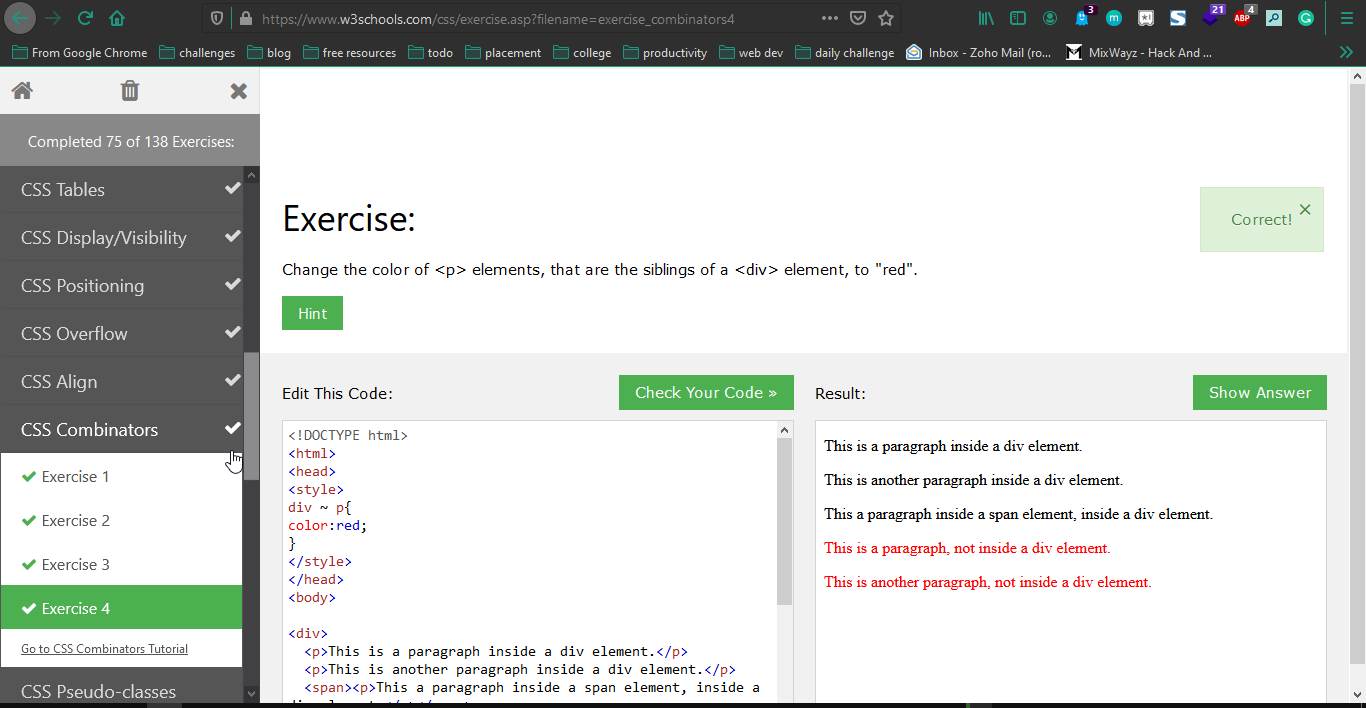 https://www.w3schools.com/css/exercise.asp?filename=exercise_combinators4
3
21
ABP
4
From Google Chrome
challenges
blog
free resources
todo
placement
college
productivity
web dev
daily challenge
Inbox - Zoho Mail (ro...
MixWayz - Hack And ...
Completed 75 of 138 Exercises:
CSS Tables
CSS Display/Visibility
CSS Positioning
CSS Overflow
CSS Align
CSS Combinators
Exercise 1
Exercise 2
Exercise 3
Exercise 4
Go to CSS Combinators Tutorial
CSS Pseudo-classes
Exercise:
Correct!
Change the color of <p> elements, that are the siblings of a <div> element, to "red".
Hint
Edit This Code:
Check Your Code »
<!DOCTYPE html>
<html>
<head>
<style>
div ~ p{
color:red;
}
</style>
</head>
<body>
<div>
<p>This is a paragraph inside a div element.</p>
<p>This is another paragraph inside a div element.</p>
<span><p>This a paragraph inside a span element, inside a
Result:
Show Answer
This is a paragraph inside a div element.
This is another paragraph inside a div element.
This a paragraph inside a span element, inside a div element.
This is a paragraph, not inside a div element.
This is another paragraph, not inside a div element.